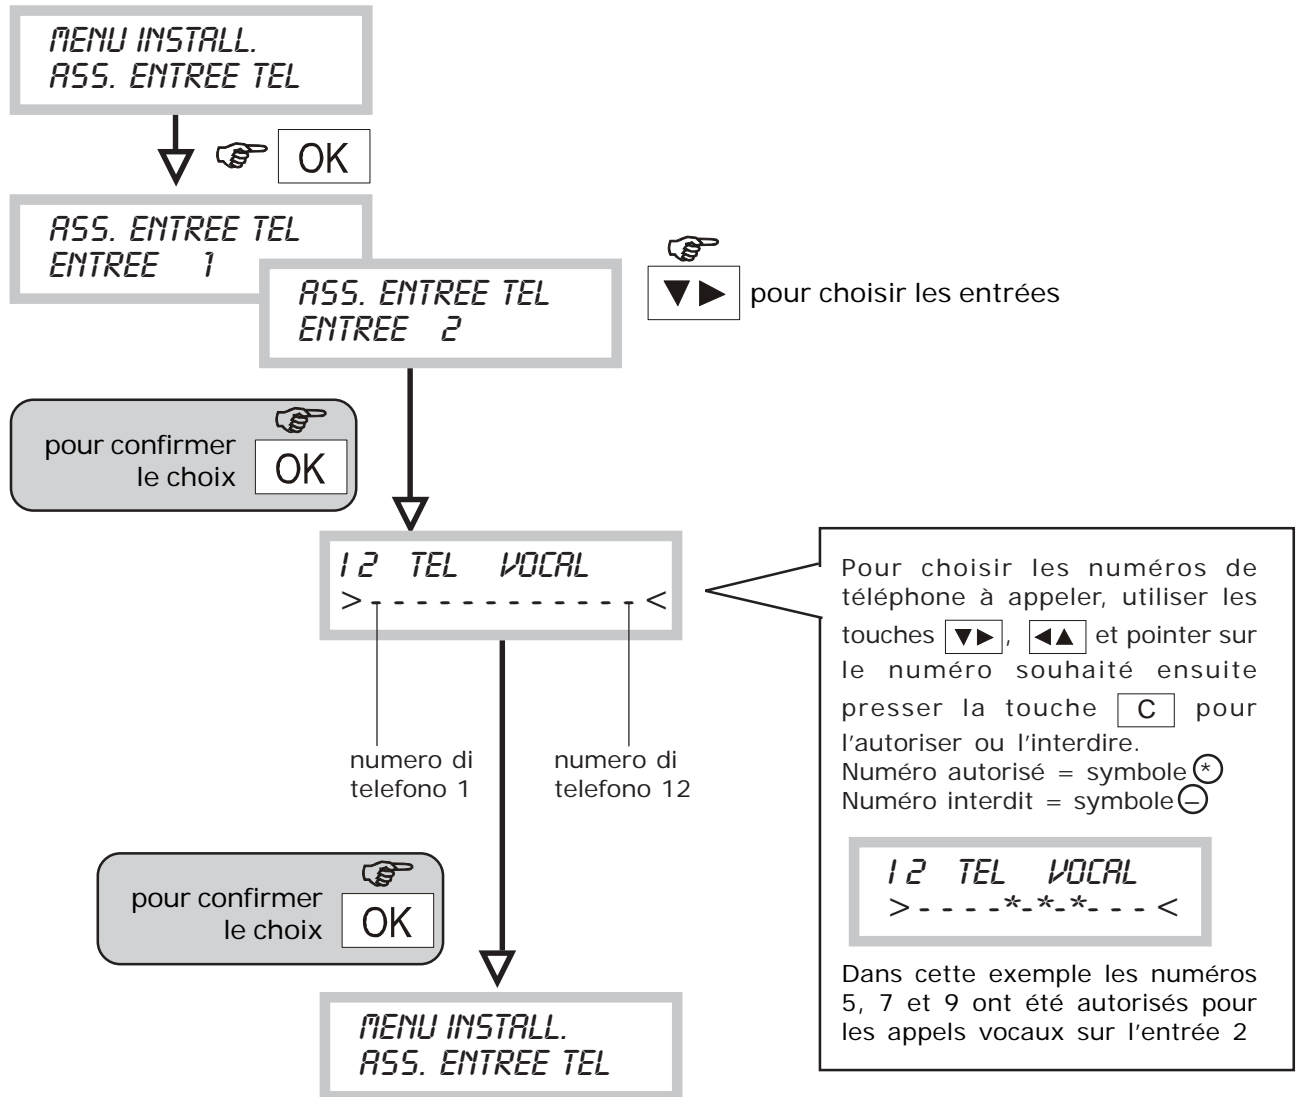 MENU INSTALL.
ASS. ENTREE TEL
OK
ASS. ENTREE TEL
ENTREE 1
ASS. ENTREE TEL
ENTREE 2
▼▶ pour choisir les entrées
pour confirmer
le choix
OK
I2 TEL VOCAL
>------------<
numero di
telefono 1
numero di
telefono 12
Pour choisir les numéros de
téléphone à appeler, utiliser les
touches ▼▶, ◀▲ et pointer sur
le numéro souhaité ensuite
presser la touche C pour
l'autoriser ou l'interdire.
Numéro autorisé = symbole *
Numéro interdit = symbole –
I2 TEL VOCAL
>----*-*-*---<
Dans cette exemple les numéros
5, 7 et 9 ont été autorisés pour
les appels vocaux sur l'entrée 2
pour confirmer
le choix
OK
MENU INSTALL.
ASS. ENTREE TEL